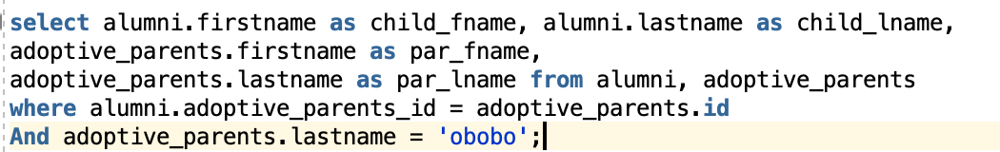 select alumni.firstname as child_fname, alumni.lastname as child_lname,
adoptive_parents.firstname as par_fname,
adoptive_parents.lastname as par_lname from alumni, adoptive_parents
where alumni.adoptive_parents_id = adoptive_parents.id
And adoptive_parents.lastname = 'obobo';